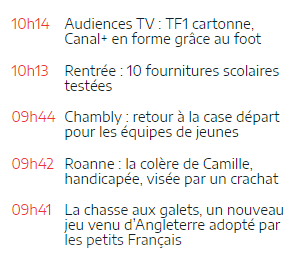 10h14 Audiences TV : TF1 cartonne,
Canal+ en forme grâce au foot
10h13 Rentrée : 10 fournitures scolaires
testées
09h44 Chambly : retour à la case départ
pour les équipes de jeunes
09h42 Roanne : la colère de Camille,
handicapée, visée par un crachat
09h41 La chasse aux galets, un nouveau
jeu venu d'Angleterre adopté par
les petits Français